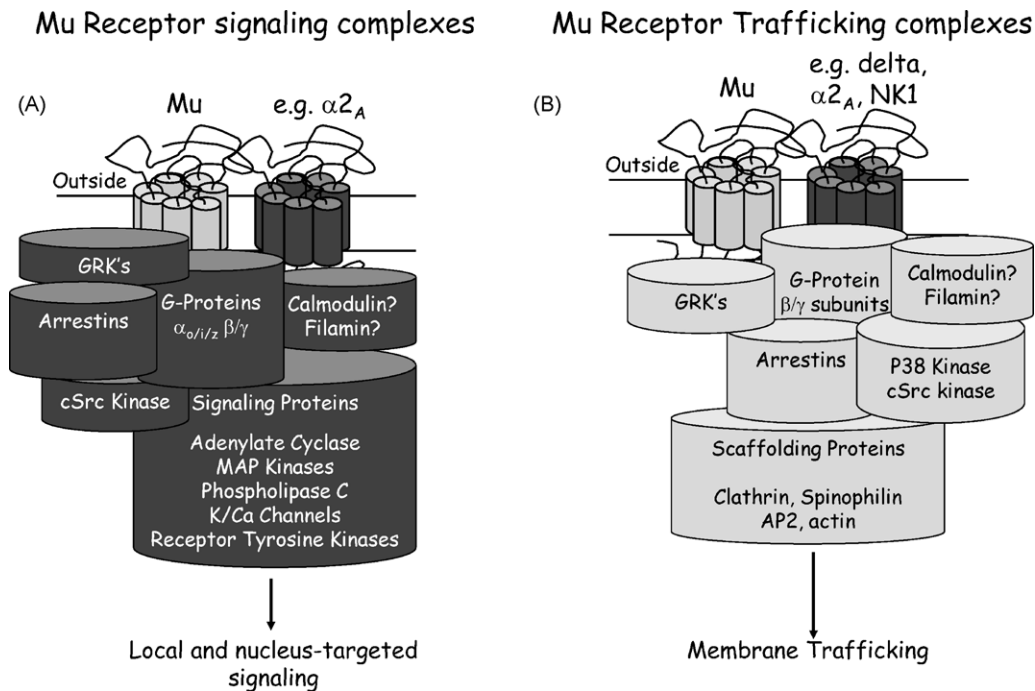 Mu Receptor signaling complexes
(A)
Mu
e.g. α2A
Outside
GRK's
Arrestins
G-Proteins
αo/i/z β/γ
Calmodulin?
Filamin?
cSrc Kinase
Signaling Proteins
Adenylate Cyclase
MAP Kinases
Phospholipase C
K/Ca Channels
Receptor Tyrosine Kinases
Local and nucleus-targeted
signaling
Mu Receptor Trafficking complexes
(B)
Mu
e.g. delta,
α2A, NK1
Outside
GRK's
G-Protein
β/γ subunits
Calmodulin?
Filamin?
Arrestins
P38 Kinase
cSrc kinase
Scaffolding Proteins
Clathrin, Spinophilin
AP2, actin
Membrane Trafficking